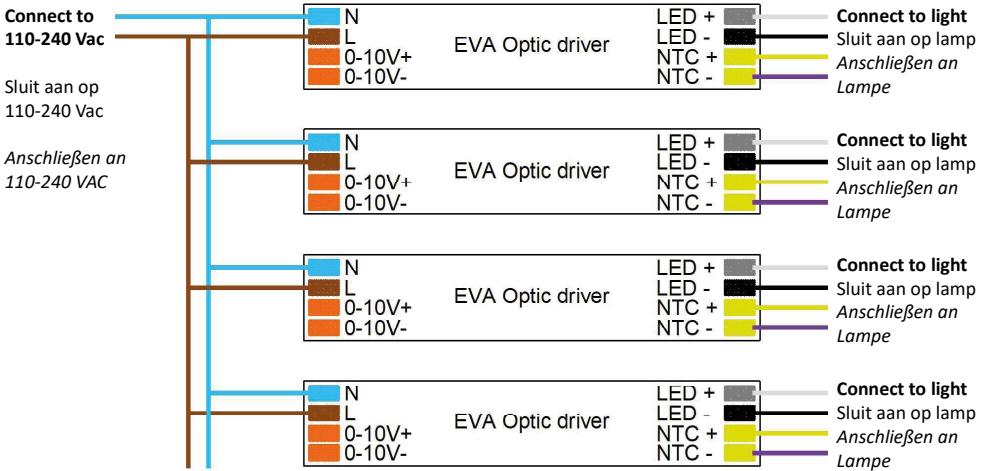 Connect to
110-240 Vac
Sluit aan op
110-240 Vac
Anschließen an
110-240 VAC
N
L
0-10V+
0-10V-
EVA Optic driver
LED +
LED -
NTC +
NTC -
Connect to light
Sluit aan op lamp
Anschließen an
Lampe
N
L
0-10V+
0-10V-
EVA Optic driver
LED +
LED -
NTC +
NTC -
Connect to light
Sluit aan op lamp
Anschließen an
Lampe
N
L
0-10V+
0-10V-
EVA Optic driver
LED +
LED -
NTC +
NTC -
Connect to light
Sluit aan op lamp
Anschließen an
Lampe
N
L
0-10V+
0-10V-
EVA Optic driver
LED +
LED -
NTC +
NTC -
Connect to light
Sluit aan op lamp
Anschließen an
Lampe